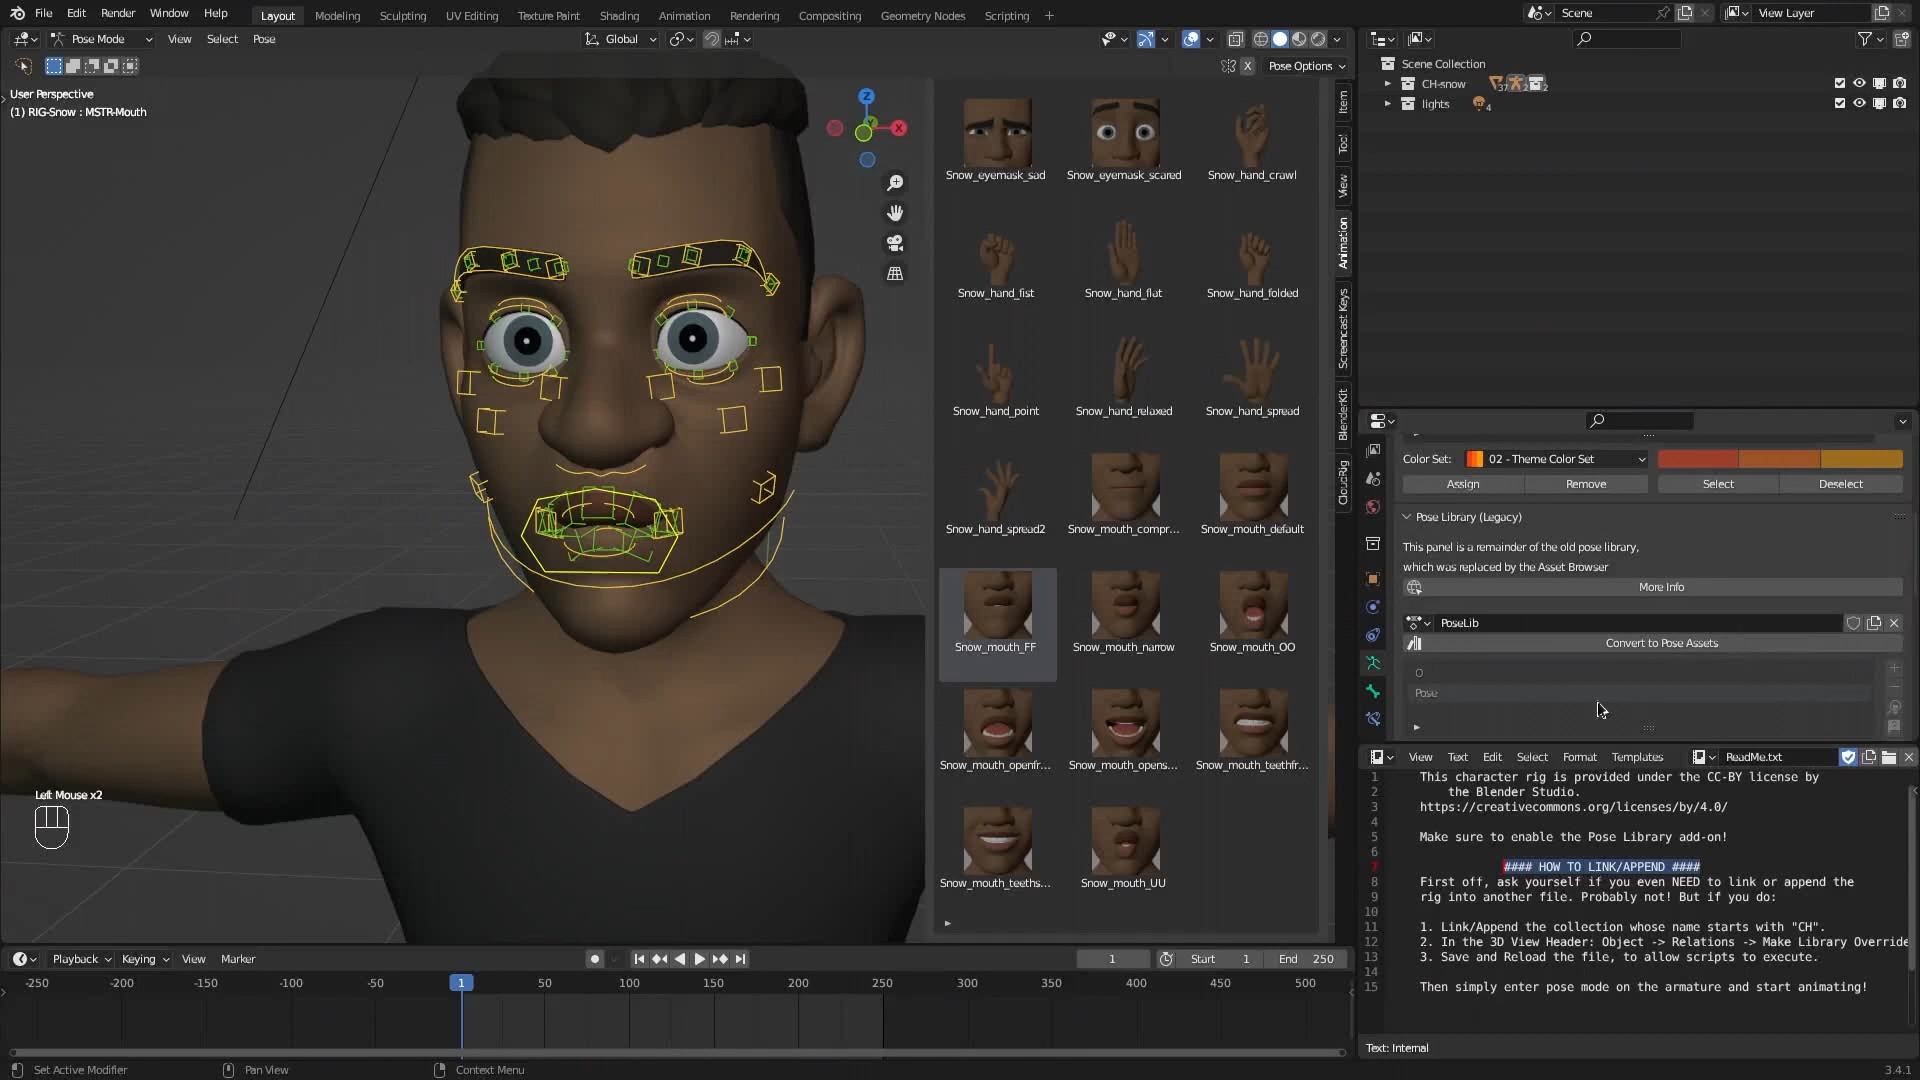 File Edit Render Window Help
Layout Modeling Sculpting UV Editing Texture Paint Shading Animation Rendering Compositing Geometry Nodes Scripting +
Scene
View Layer
Pose Mode View Select Pose
Global
X Pose Options
User Perspective
(1) RIG-Snow : MSTR-Mouth
Z
Y
X
Snow_eyemask_sad Snow_eyemask_scared Snow_hand_crawl
Snow_hand_fist Snow_hand_flat Snow_hand_folded
Snow_hand_point Snow_hand_relaxed Snow_hand_spread
Snow_hand_spread2 Snow_mouth_compr... Snow_mouth_default
Snow_mouth_FF Snow_mouth_narrow Snow_mouth_OO
Snow_mouth_openfr... Snow_mouth_opens... Snow_mouth_teethfr...
Snow_mouth_teeths... Snow_mouth_UU
Item
Tool
View
Animation
Screencast Keys
BlenderKit
CloudRig
Left Mouse x2
Scene Collection
CH-snow 37 2 2
lights 4
Color Set: 02 - Theme Color Set
Assign Remove Select Deselect
Pose Library (Legacy)
This panel is a remainder of the old pose library,
which was replaced by the Asset Browser
More Info
PoseLib
Convert to Pose Assets
Pose
View Text Edit Select Format Templates ReadMe.txt
1 This character rig is provided under the CC-BY license by
2 the Blender Studio.
3 https://creativecommons.org/licenses/by/4.0/
4
5 Make sure to enable the Pose Library add-on!
6
7 #### HOW TO LINK/APPEND ####
8 First off, ask yourself if you even NEED to link or append the
9 rig into another file. Probably not! But if you do:
10
11 1. Link/Append the collection whose name starts with "CH".
12 2. In the 3D View Header: Object -> Relations -> Make Library Override
13 3. Save and Reload the file, to allow scripts to execute.
14
15 Then simply enter pose mode on the armature and start animating!
Text: Internal
Playback Keying View Marker
1 Start 1 End 250
-250 -200 -150 -100 -50 1 50 100 150 200 250 300 350 400 450 500
Set Active Modifier Pan View Context Menu
3.4.1